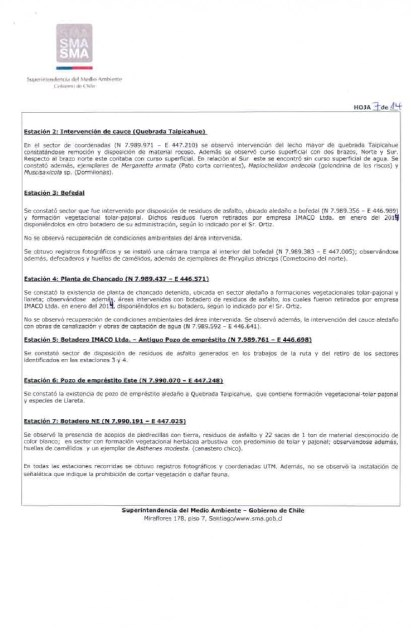 SMA
SMA
Superintendencia del Medio Ambiente
Gobierno de Chile
HOJA 7 de 14
Estación 2: Intervención de cauce (Quebrada Taipicahue)
En el sector de coordenadas (N 7.989.971 – E 447.210) se observó intervención del lecho mayor de quebrada Taipicahue
constatándose remoción y disposición de material rocoso. Además se observó curso superficial con dos brazos, Norte y Sur.
Respecto al brazo norte este contaba con curso superficial. En relación al Sur este se encontró sin curso superficial de agua. Se
constató además, ejemplares de Merganetta armata (Pato corta corrientes), Haplochelidon andecola (golondrina de los riscos) y
Muscisaxicola sp. (Dormilonas).
Estación 3: Bofedal
Se constató sector que fue intervenido por disposición de residuos de asfalto, ubicado aledaño a bofedal (N 7.989.356 – E 446.989)
y formación vegetacional tolar-pajonal. Dichos residuos fueron retirados por empresa IMACO Ltda. en enero del 2014
disponiéndolos en otro botadero de su administración, según lo indicado por el Sr. Ortiz.
No se observó recuperación de condiciones ambientales del área intervenida.
Se obtuvo registros fotográficos y se instaló una cámara trampa al interior del bofedal (N 7.989.383 – E 447.005); observándose
además, defecaderos y huellas de camélidos, además de ejemplares de Phrygilus atriceps (Cometocino del norte).
Estación 4: Planta de Chancado (N 7.989.437 – E 446.571)
Se constató la existencia de planta de chancado detenida, ubicada en sector aledaño a formaciones vegetacionales tolar-pajonal y
llareta; observándose además, áreas intervenidas con botadero de residuos de asfalto, los cuales fueron retirados por empresa
IMACO Ltda. en enero del 2014, disponiéndolos en su botadero, según lo indicado por el Sr. Ortiz.
No se observó recuperación de condiciones ambientales del área intervenida. Se observó además, la intervención del cauce aledaño
con obras de canalización y obras de captación de agua (N 7.989.592 – E 446.641).
Estación 5: Botadero IMACO Ltda. – Antiguo Pozo de empréstito (N 7.989.761 – E 446.698)
Se constató sector de disposición de residuos de asfalto generados en los trabajos de la ruta y del retiro de los sectores
identificados en las estaciones 3 y 4.
Estación 6: Pozo de empréstito Este (N 7.990.070 – E 447.248)
Se constató la existencia de pozo de empréstito aledaño a Quebrada Taipicahue, que contiene formación vegetacional-tolar pajonal
y especies de Llareta.
Estación 7: Botadero NE (N 7.990.191 – E 447.025)
Se observó la presencia de acopios de piedrecillas con tierra, residuos de asfalto y 22 sacas de 1 ton de material desconocido de
color blanco; en sector con formación vegetacional herbácea arbustiva con predominio de tolar y pajonal; observándose además,
huellas de camélidos y un ejemplar de Asthenes modesta. (canastero chico).
En todas las estaciones recorridas se obtuvo registros fotográficos y coordenadas UTM. Además, no se observó la instalación de
señalética que indique la prohibición de cortar vegetación o dañar fauna.
Superintendencia del Medio Ambiente – Gobierno de Chile
Miraflores 178, piso 7, Santiago/www.sma.gob.cl